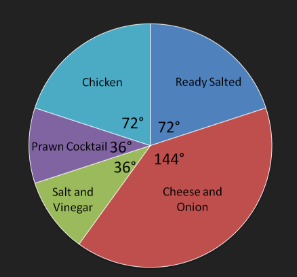 Chicken
Ready Salted
72°
72°
Prawn Cocktail 36°
36°
144°
Salt and
Vinegar
Cheese and
Onion